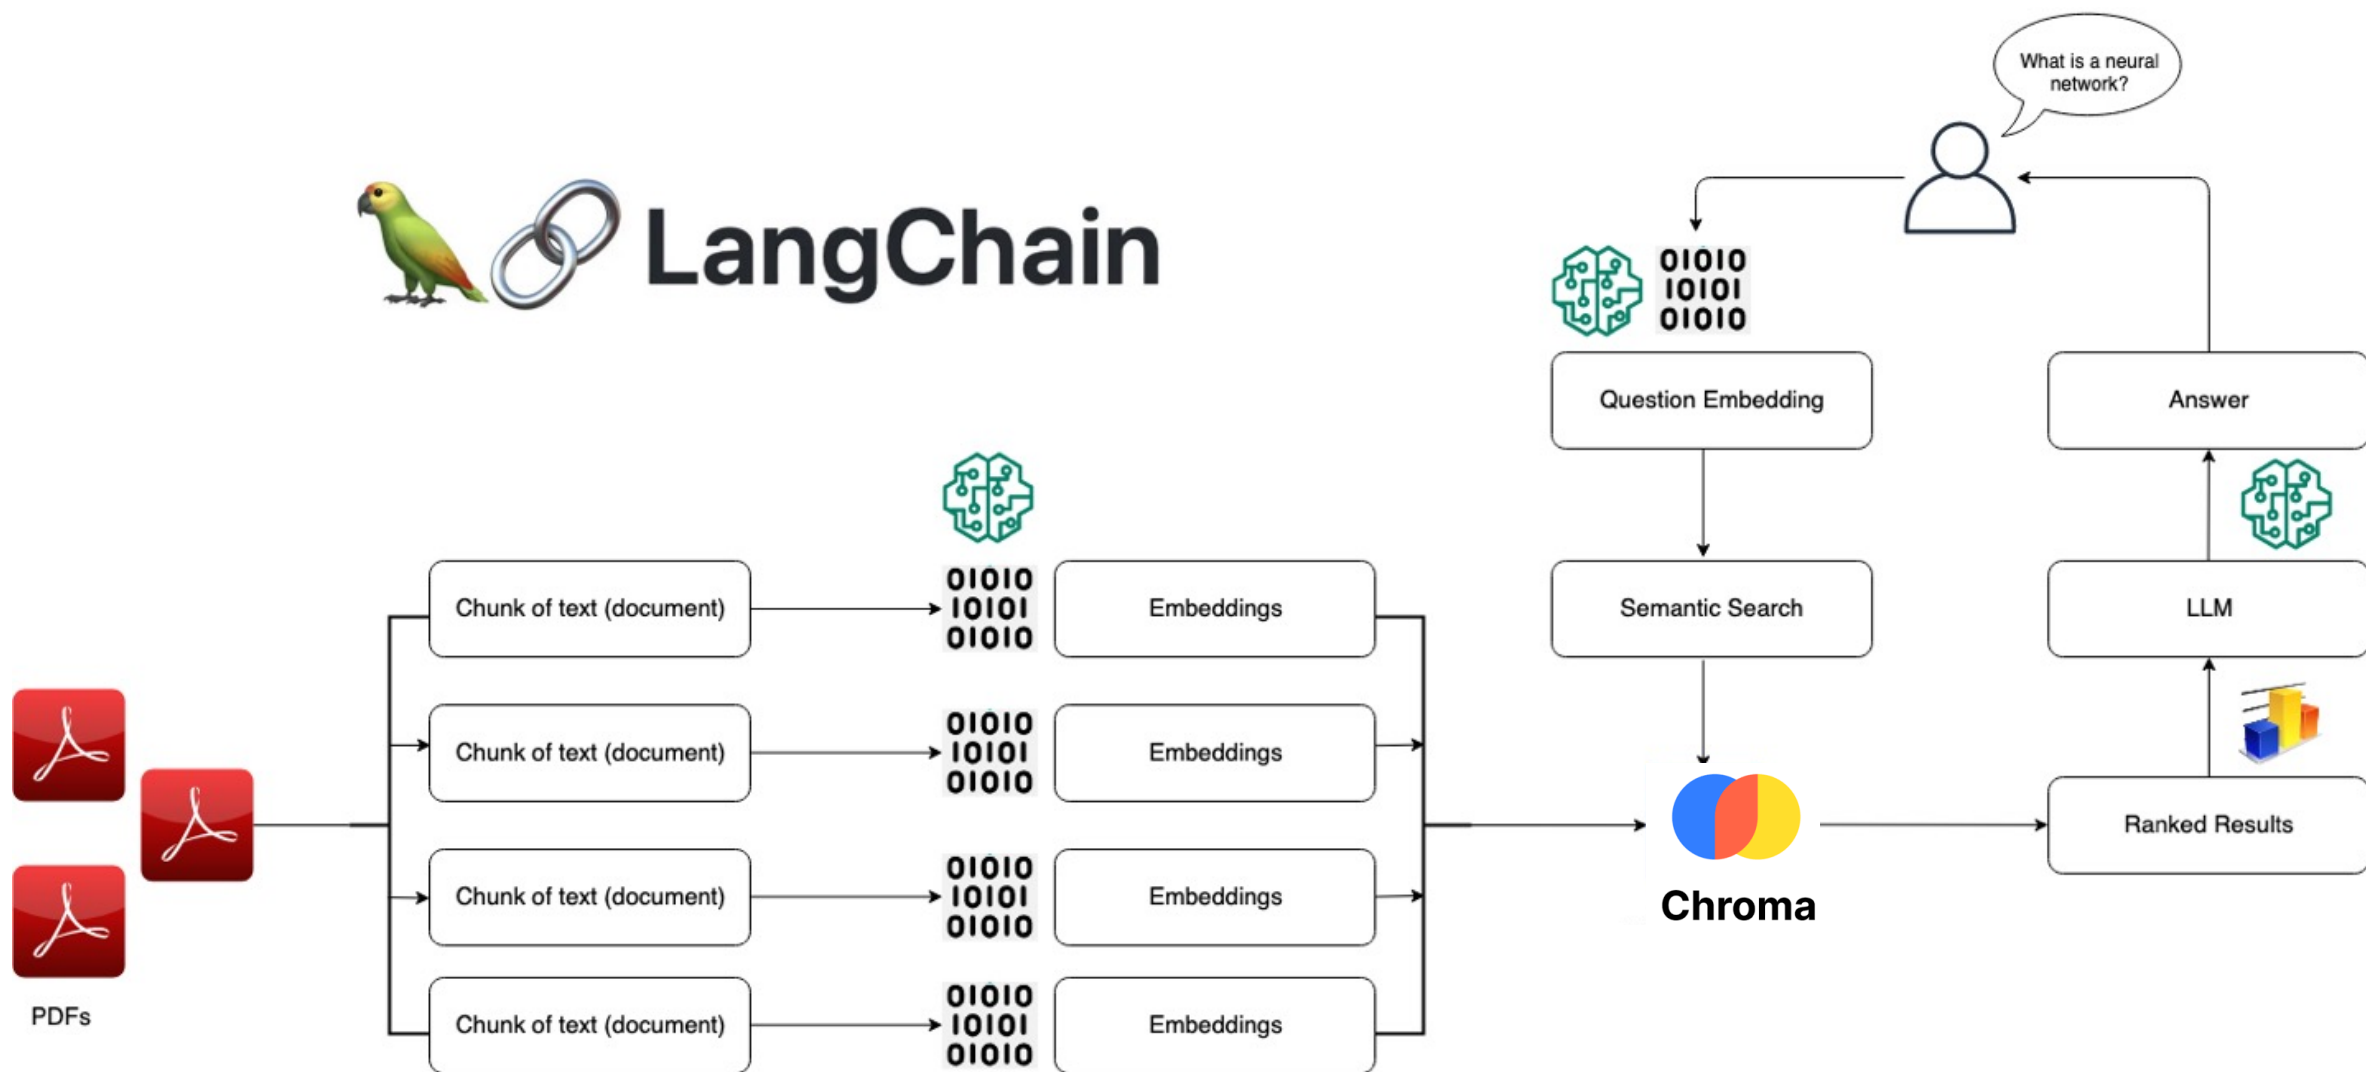 What is a neural
network?
LangChain
01010
10101
01010
Question Embedding
Answer
01010
10101
01010
Chunk of text (document)
Embeddings
Semantic Search
LLM
01010
10101
01010
Chunk of text (document)
Embeddings
Ranked Results
01010
10101
01010
Chunk of text (document)
Embeddings
Chroma
01010
10101
01010
Chunk of text (document)
Embeddings
PDFs